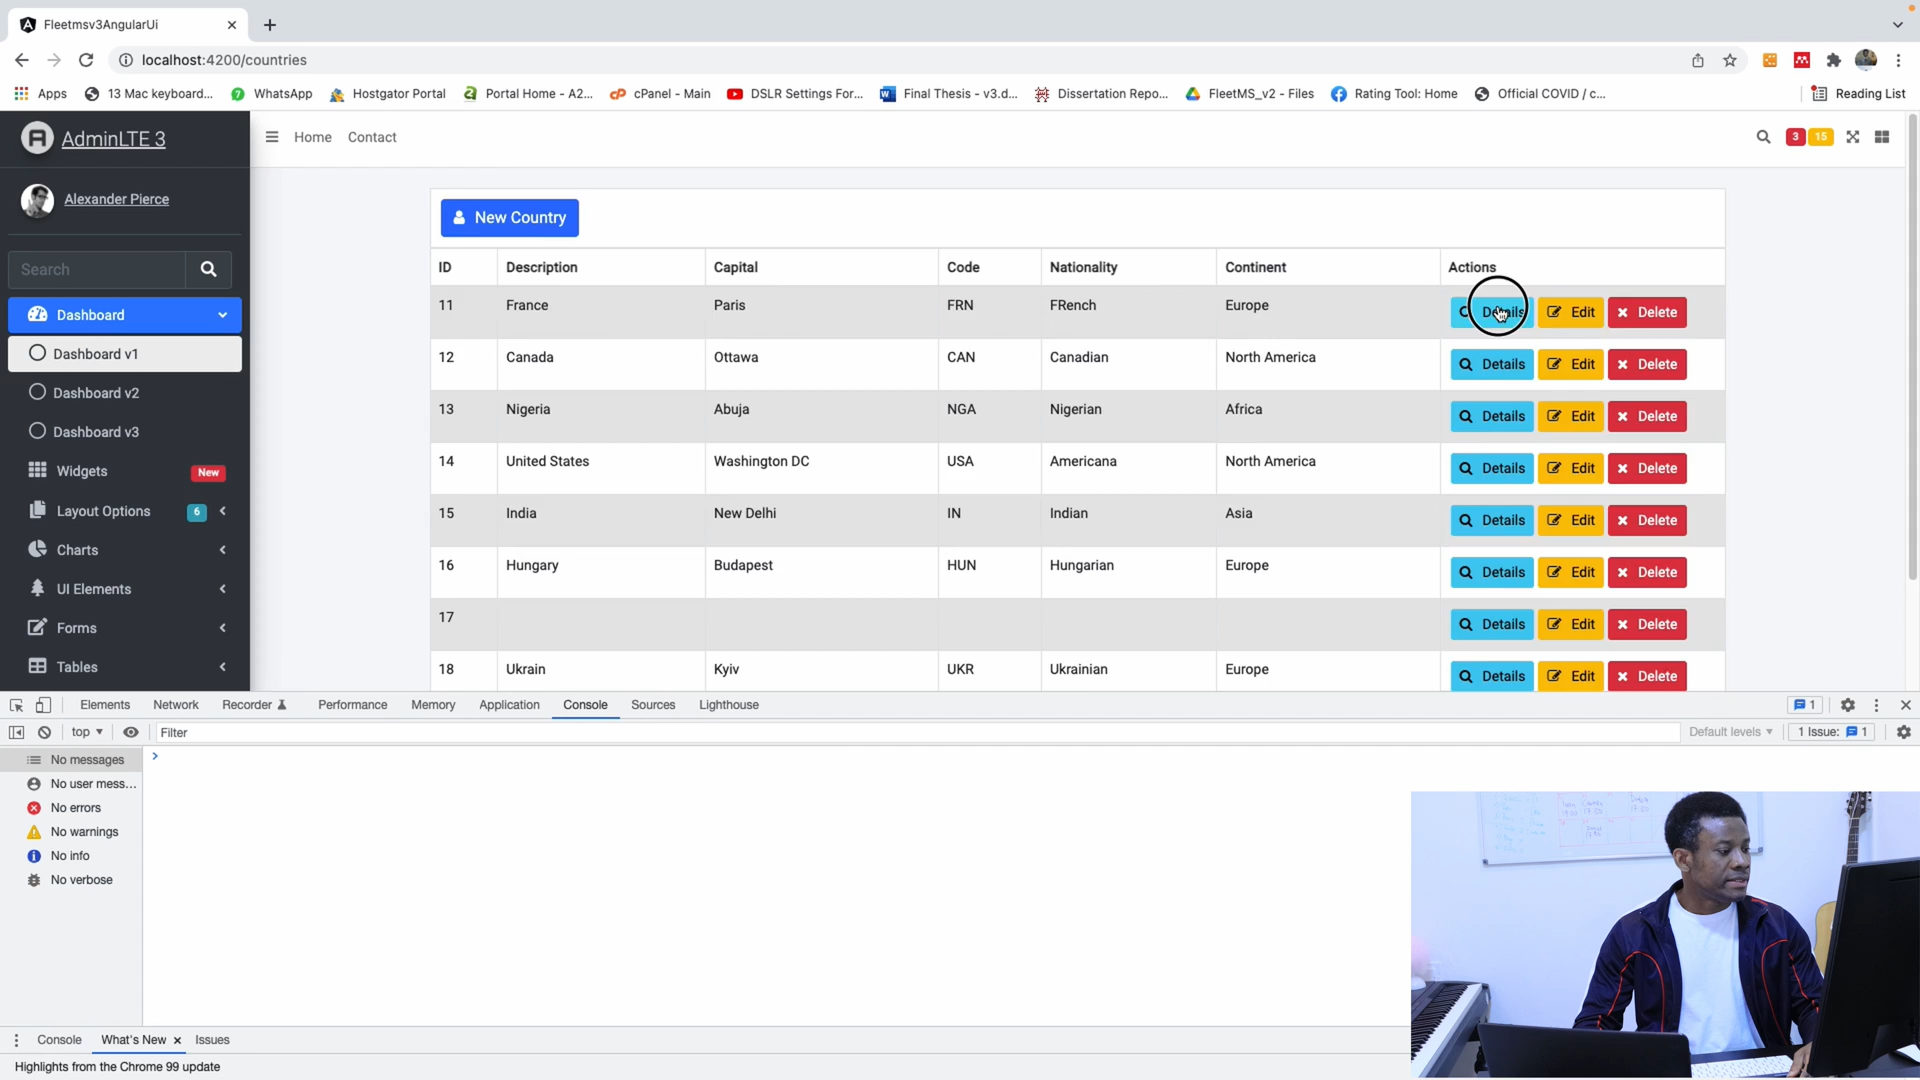 Fleetmsv3AngularUi
localhost:4200/countries
Apps 13 Mac keyboard... WhatsApp Hostgator Portal Portal Home - A2... cPanel - Main DSLR Settings For... Final Thesis - v3.d... Dissertation Repo... FleetMS_v2 - Files Rating Tool: Home Official COVID / c... Reading List
AdminLTE 3
Home Contact
3 15
Alexander Pierce
Search
Dashboard
Dashboard v1
Dashboard v2
Dashboard v3
Widgets New
Layout Options 6
Charts
UI Elements
Forms
Tables
New Country
ID Description Capital Code Nationality Continent Actions
11 France Paris FRN FRench Europe Details Edit Delete
12 Canada Ottawa CAN Canadian North America Details Edit Delete
13 Nigeria Abuja NGA Nigerian Africa Details Edit Delete
14 United States Washington DC USA Americana North America Details Edit Delete
15 India New Delhi IN Indian Asia Details Edit Delete
16 Hungary Budapest HUN Hungarian Europe Details Edit Delete
17 Details Edit Delete
18 Ukrain Kyiv UKR Ukrainian Europe Details Edit Delete
Elements Network Recorder Performance Memory Application Console Sources Lighthouse 1
top Filter Default levels 1 Issue: 1
No messages
No user mess...
No errors
No warnings
No info
No verbose
Console What's New Issues
Highlights from the Chrome 99 update